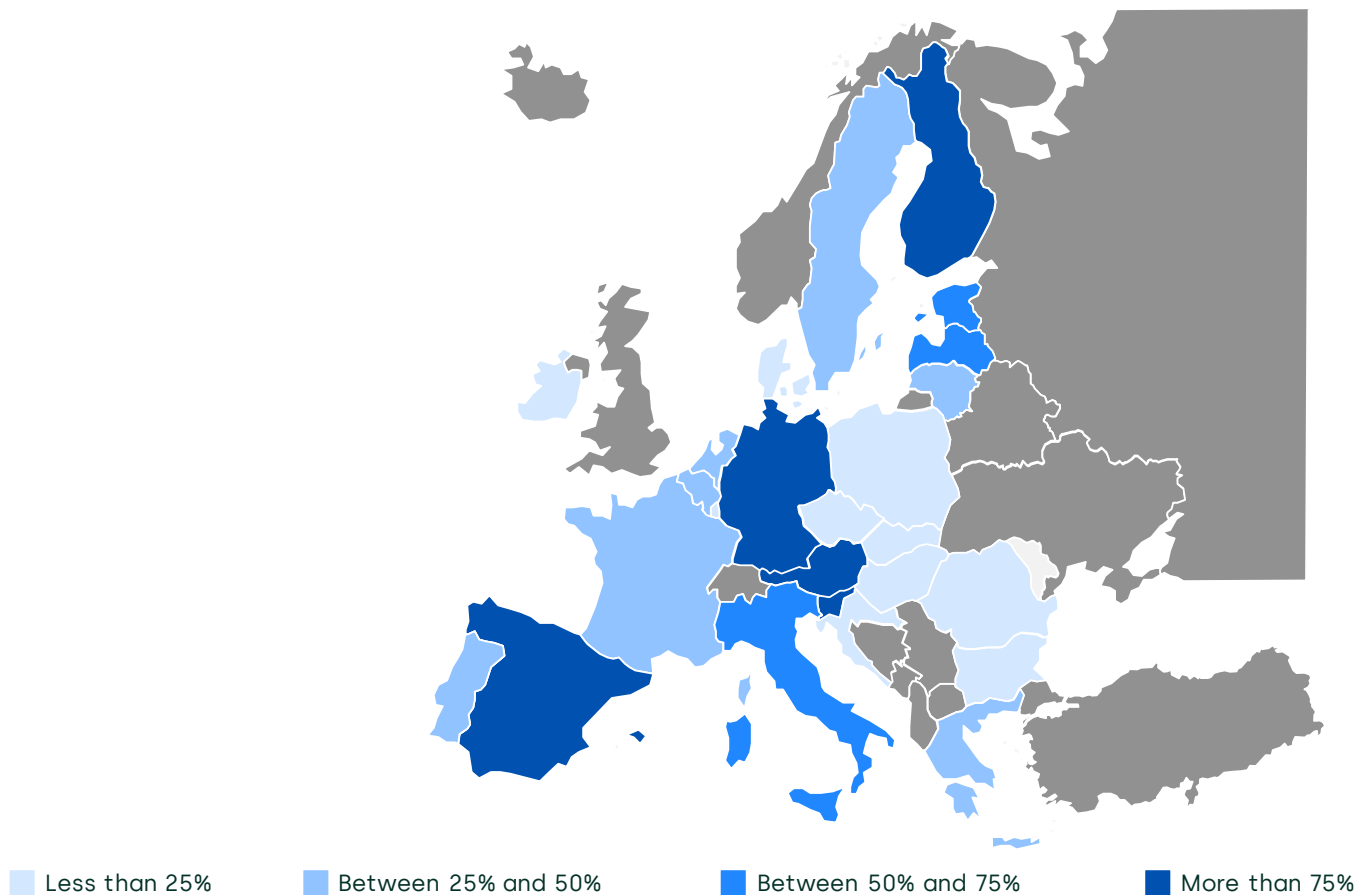 Less than 25%
Between 25% and 50%
Between 50% and 75%
More than 75%